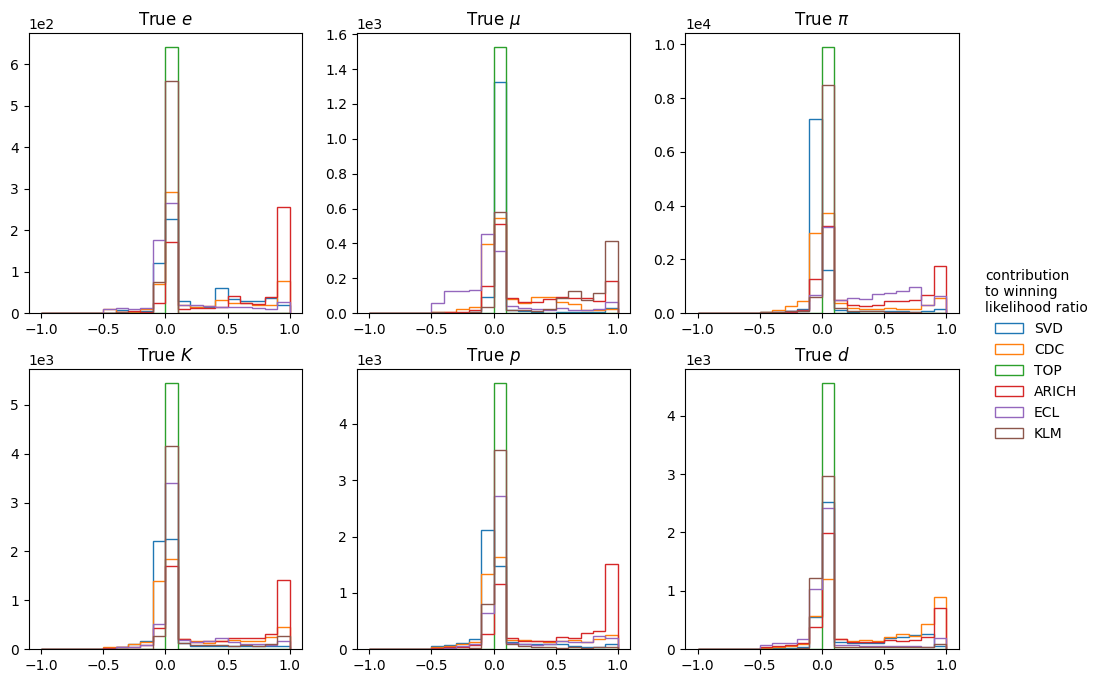 True e
True μ
True π
1e2
1e3
1e4
6
5
4
3
2
1
0
1.6
1.4
1.2
1.0
0.8
0.6
0.4
0.2
0.0
1.0
0.8
0.6
0.4
0.2
0.0
−1.0 −0.5 0.0 0.5 1.0
−1.0 −0.5 0.0 0.5 1.0
−1.0 −0.5 0.0 0.5 1.0
True K
True p
True d
1e3
1e3
1e3
5
4
3
2
1
0
4
3
2
1
0
4
3
2
1
0
−1.0 −0.5 0.0 0.5 1.0
−1.0 −0.5 0.0 0.5 1.0
−1.0 −0.5 0.0 0.5 1.0
contribution
to winning
likelihood ratio
SVD
CDC
TOP
ARICH
ECL
KLM